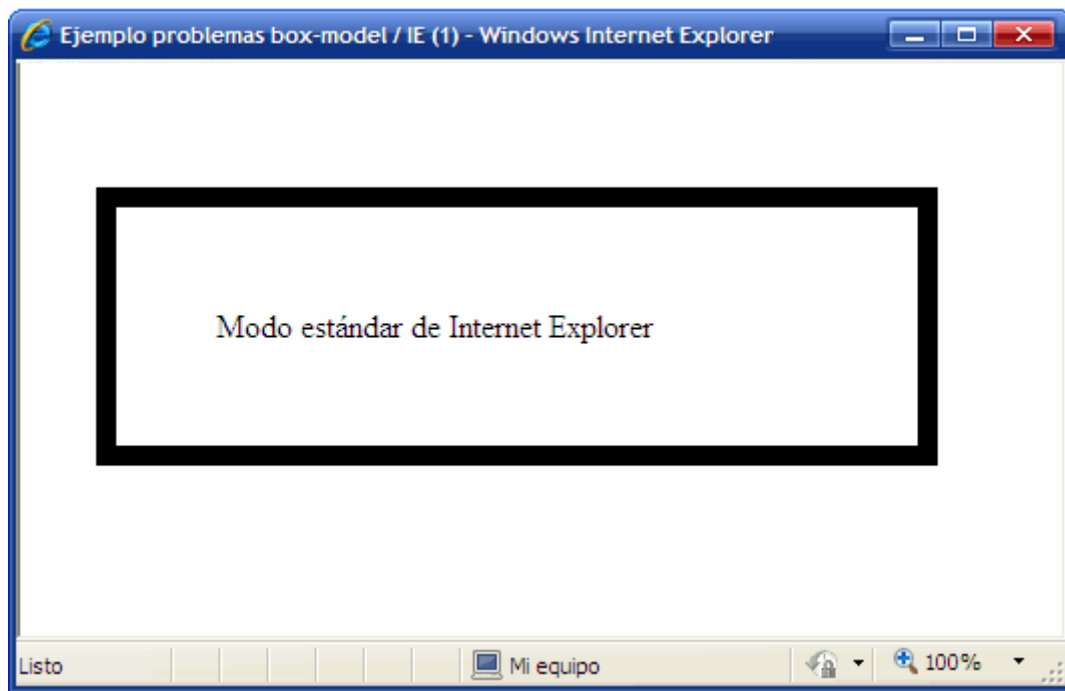 Ejemplo problemas box-model / IE (1) - Windows Internet Explorer
Modo estándar de Internet Explorer
Listo
Mi equipo
100%